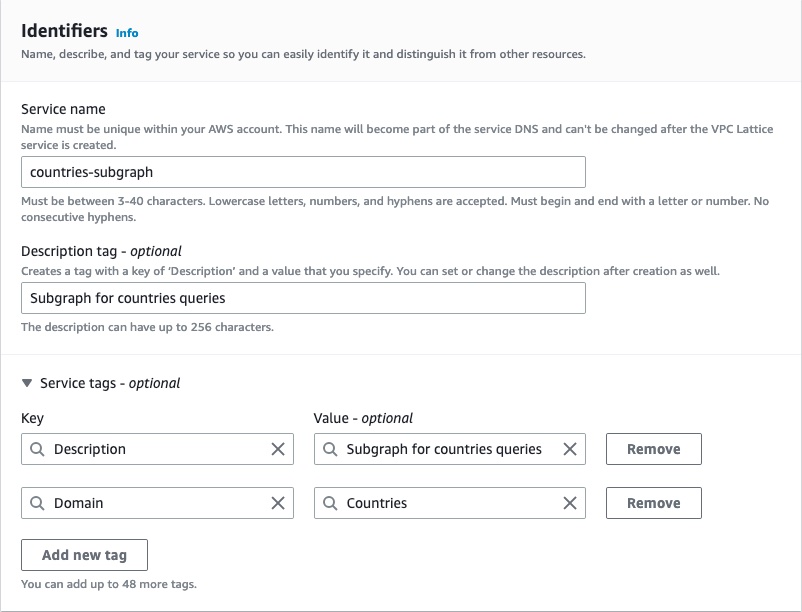 Identifiers Info
Name, describe, and tag your service so you can easily identify it and distinguish it from other resources.
Service name
Name must be unique within your AWS account. This name will become part of the service DNS and can't be changed after the VPC Lattice
service is created.
countries-subgraph
Must be between 3-40 characters. Lowercase letters, numbers, and hyphens are accepted. Must begin and end with a letter or number. No
consecutive hyphens.
Description tag - optional
Creates a tag with a key of 'Description' and a value that you specify. You can set or change the description after creation as well.
Subgraph for countries queries
The description can have up to 256 characters.
Service tags - optional
Key Value - optional
Description Subgraph for countries queries Remove
Domain Countries Remove
Add new tag
You can add up to 48 more tags.